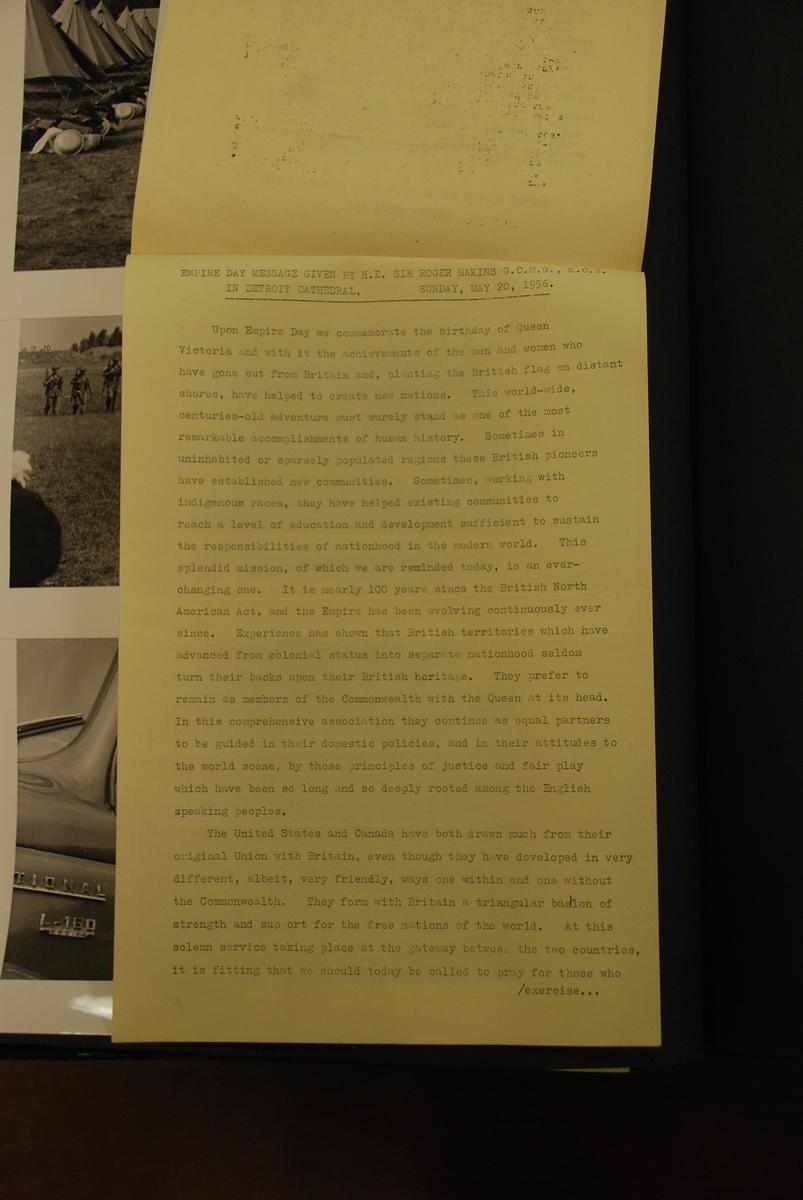 EMPIRE DAY MESSAGE GIVEN BY H.E. SIR ROGER MAKINS G.C.M.G., K.C.B.
IN DETROIT CATHEDRAL, SUNDAY, MAY 20, 1956.
Upon Empire Day we commemorate the birthday of Queen
Victoria and with it the achievements of the men and women who
have gone out from Britain and, planting the British flag on distant
shores, have helped to create new nations. This world-wide,
centuries-old adventure must surely stand as one of the most
remarkable accomplishments of human history. Sometimes in
uninhabited or sparsely populated regions these British pioneers
have established new communities. Sometimes, working with
indigenous races, they have helped existing communities to
reach a level of education and development sufficient to sustain
the responsibilities of nationhood in the modern world. This
splendid mission, of which we are reminded today, is an ever-
changing one. It is nearly 100 years since the British North
American Act, and the Empire has been evolving continuously ever
since. Experience has shown that British territories which have
advanced from colonial status into separate nationhood seldom
turn their backs upon their British heritage. They prefer to
remain as members of the Commonwealth with the Queen at its head.
In this comprehensive association they continue as equal partners
to be guided in their domestic policies, and in their attitudes to
the world scene, by those principles of justice and fair play
which have been so long and so deeply rooted among the English
speaking peoples.
The United States and Canada have both drawn much from their
original Union with Britain, even though they have developed in very
different, albeit, very friendly, ways one within and one without
the Commonwealth. They form with Britain a triangular bastion of
strength and support for the free nations of the world. At this
solemn service taking place at the gateway between the two countries,
it is fitting that we should today be called to pray for those who
/exercise...
TIONAL
L-160